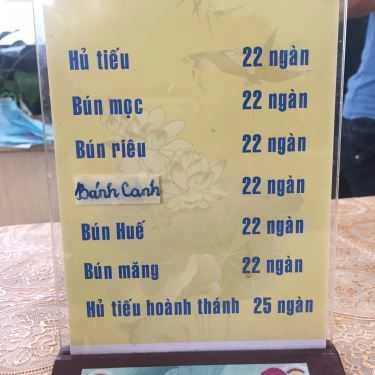 Hủ tiếu 22 ngàn
Bún mọc 22 ngàn
Bún riêu 22 ngàn
Bánh Canh 22 ngàn
Bún Huế 22 ngàn
Bún măng 22 ngàn
Hủ tiếu hoành thánh 25 ngàn